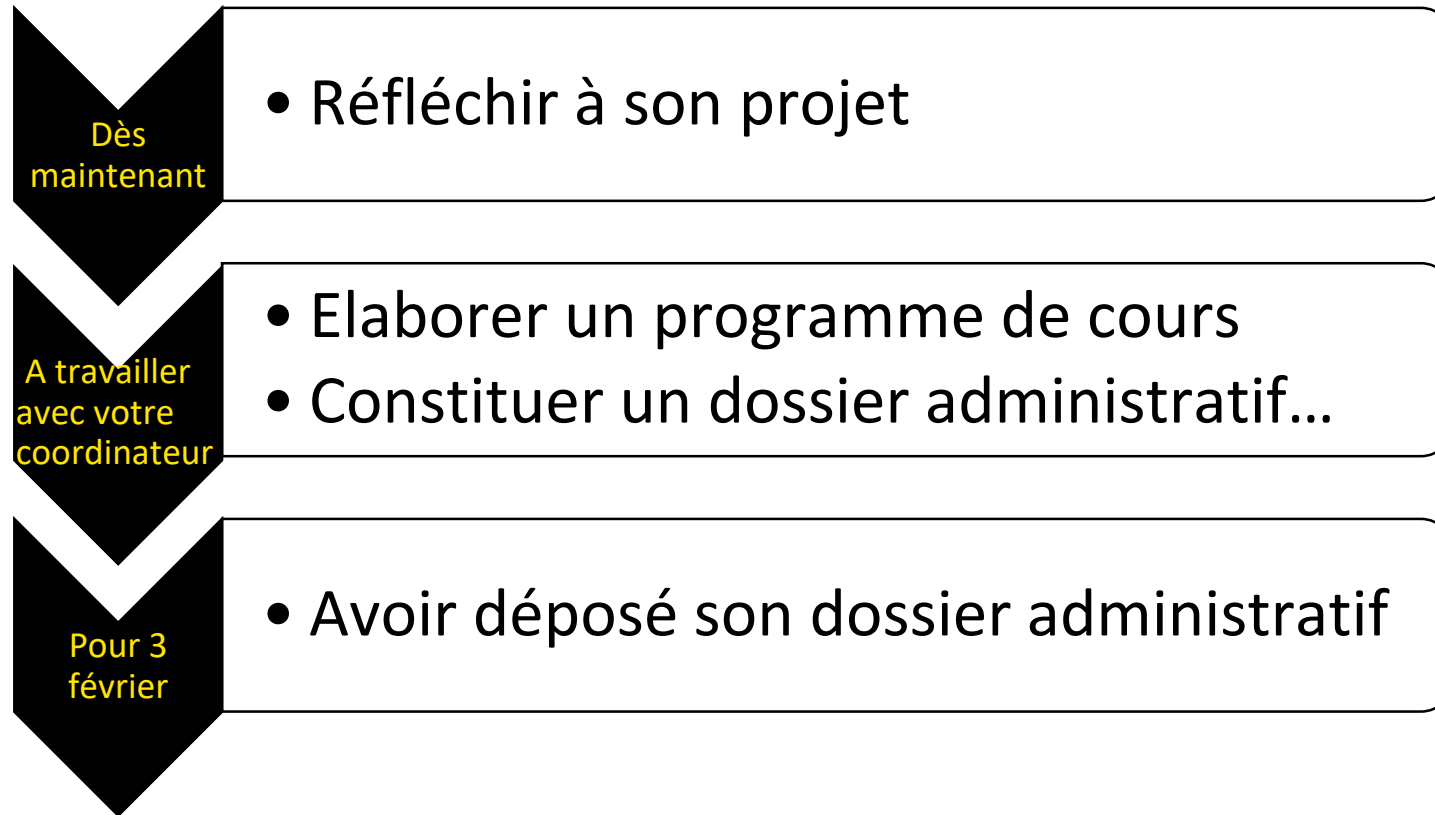 Dès
maintenant
• Réfléchir à son projet
A travailler
avec votre
coordinateur
• Elaborer un programme de cours
• Constituer un dossier administratif…
Pour 3
février
• Avoir déposé son dossier administratif